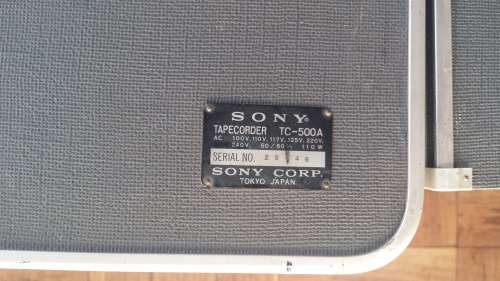 SONY®
TAPECORDER TC-500A
AC 100V, 110V, 117V, 125V, 220V,
240V. 50/60~ 110W
SERIAL NO.
SONY CORP.
TOKYO JAPAN